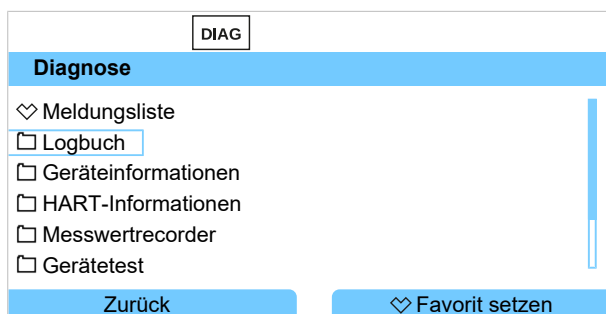 DIAG
Diagnose
Meldungsliste
Logbuch
Geräteinformationen
HART-Informationen
Messwertrecorder
Gerätetest
Zurück
Favorit setzen